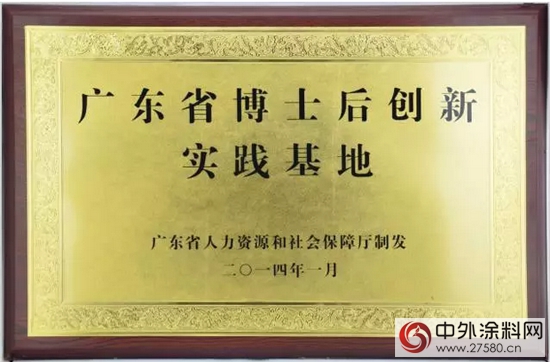 广东省博士后创新
实践基地
广东省人力资源和社会保障厅制发
二〇一四年一月
中外涂料网
www.27580.cn